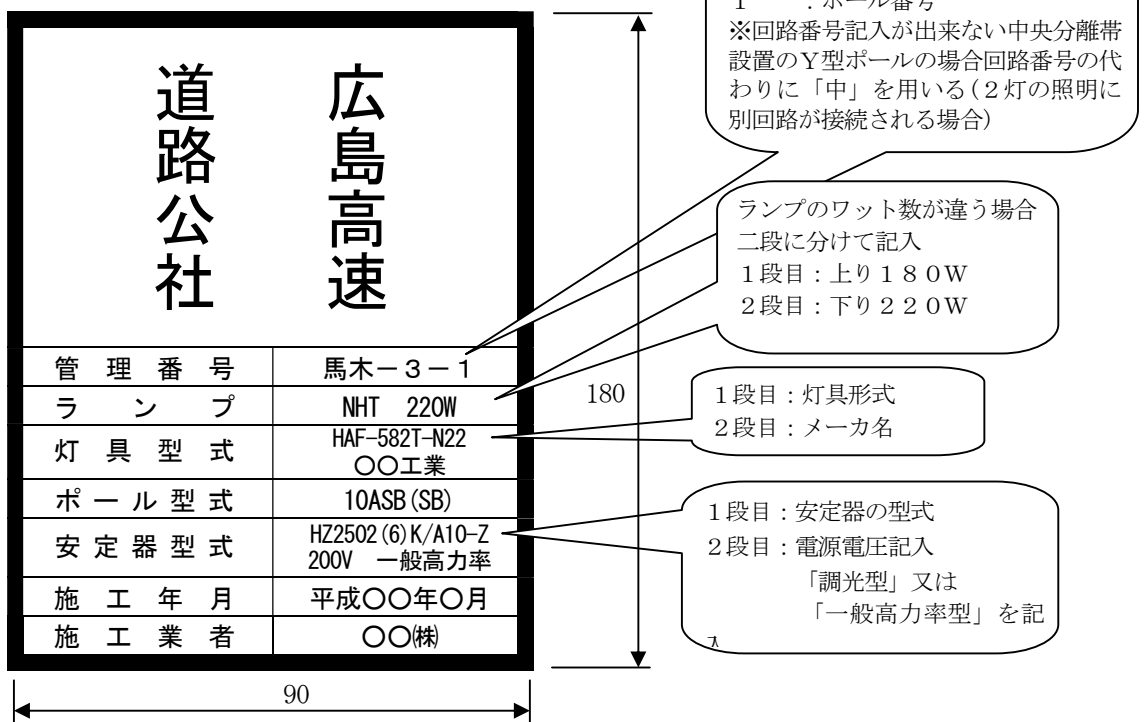 広島高速
道路公社
管理番号 馬木－３－１
ランプ NHT 220W
灯具型式 HAF-582T-N22
〇〇工業
ポール型式 10ASB(SB)
安定器型式 HZ2502(6)K/A10-Z
200V 一般高力率
施工年月 平成〇〇年〇月
施工業者 〇〇㈱
90
180
１ ：ポール番号
※回路番号記入が出来ない中央分離帯
設置のＹ型ポールの場合回路番号の代
わりに「中」を用いる(２灯の照明に
別回路が接続される場合)
ランプのワット数が違う場合
二段に分けて記入
１段目：上り１８０Ｗ
２段目：下り２２０Ｗ
１段目：灯具形式
２段目：メーカ名
１段目：安定器の型式
２段目：電源電圧記入
「調光型」又は
「一般高力率型」を記